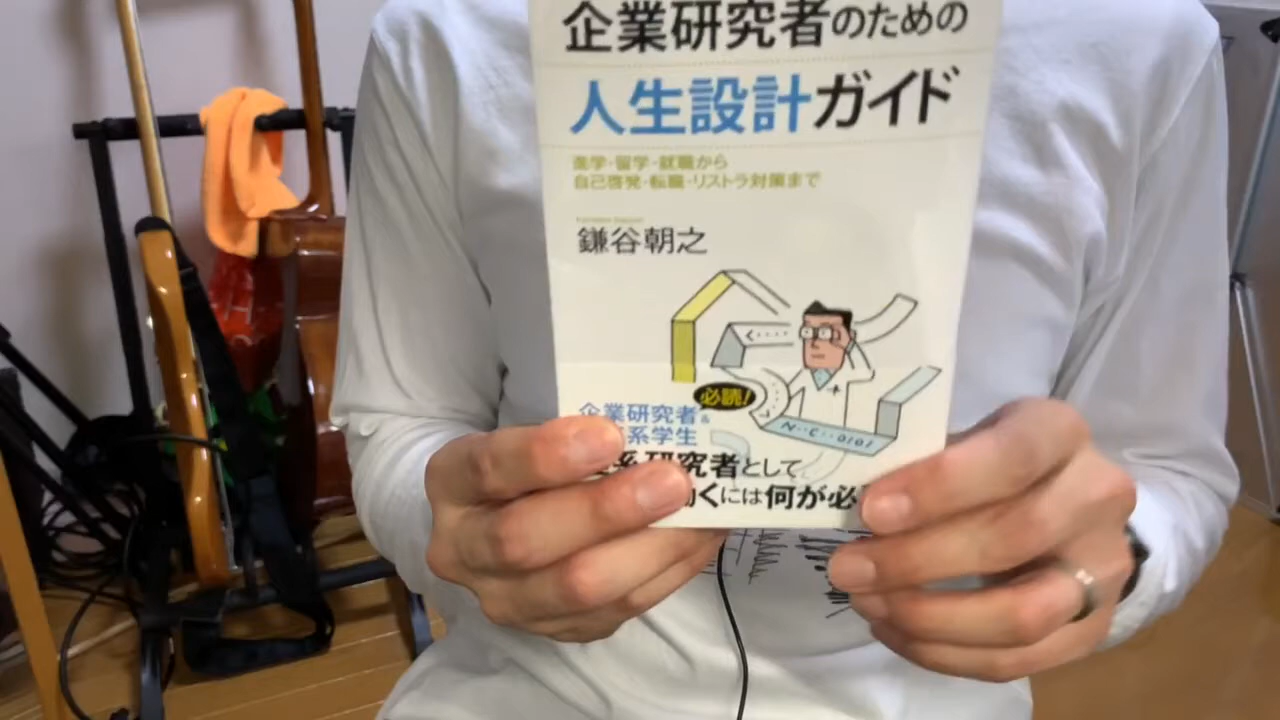 企業研究者のための
人生設計ガイド
進学・留学・就職から
自己啓発・転職・リストラ対策まで
鎌谷朝之
必読!
企業研究者&
系学生
系研究者として
くには何が必